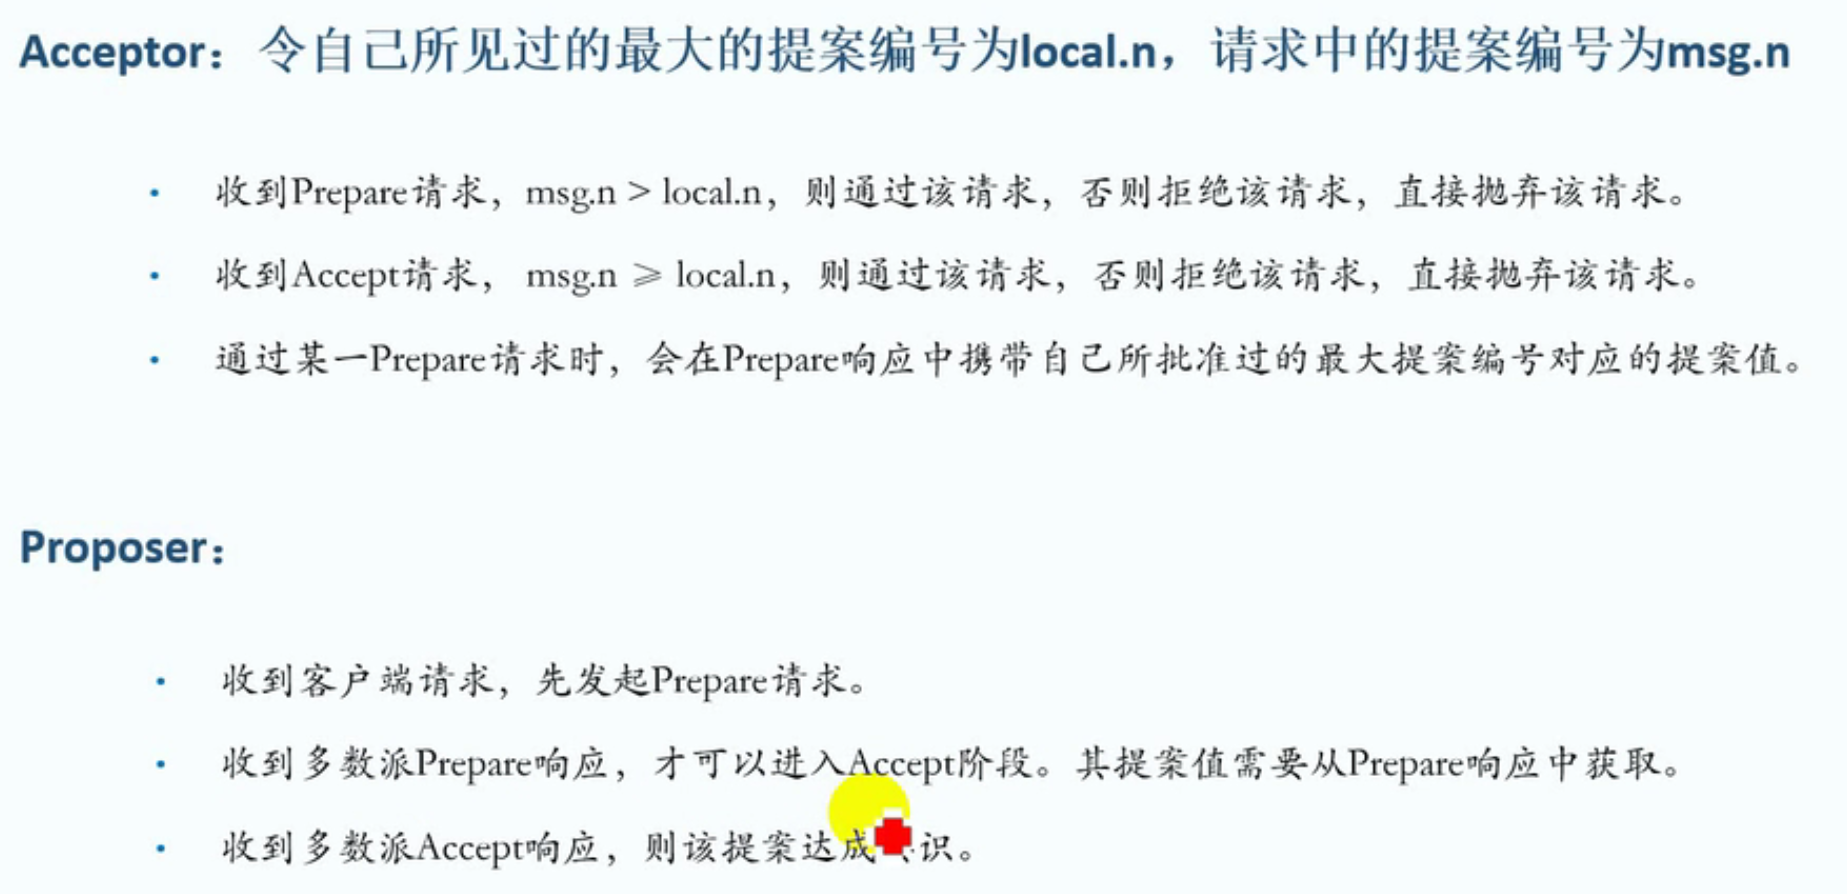 Acceptor：令自己所见过的最大的提案编号为local.n，请求中的提案编号为msg.n
• 收到Prepare请求，msg.n > local.n，则通过该请求，否则拒绝该请求，直接抛弃该请求。
• 收到Accept请求， msg.n ⩾ local.n，则通过该请求，否则拒绝该请求，直接抛弃该请求。
• 通过某一Prepare请求时，会在Prepare响应中携带自己所批准过的最大提案编号对应的提案值。
Proposer：
• 收到客户端请求，先发起Prepare请求。
• 收到多数派Prepare响应，才可以进入Accept阶段。其提案值需要从Prepare响应中获取。
• 收到多数派Accept响应，则该提案达成识。